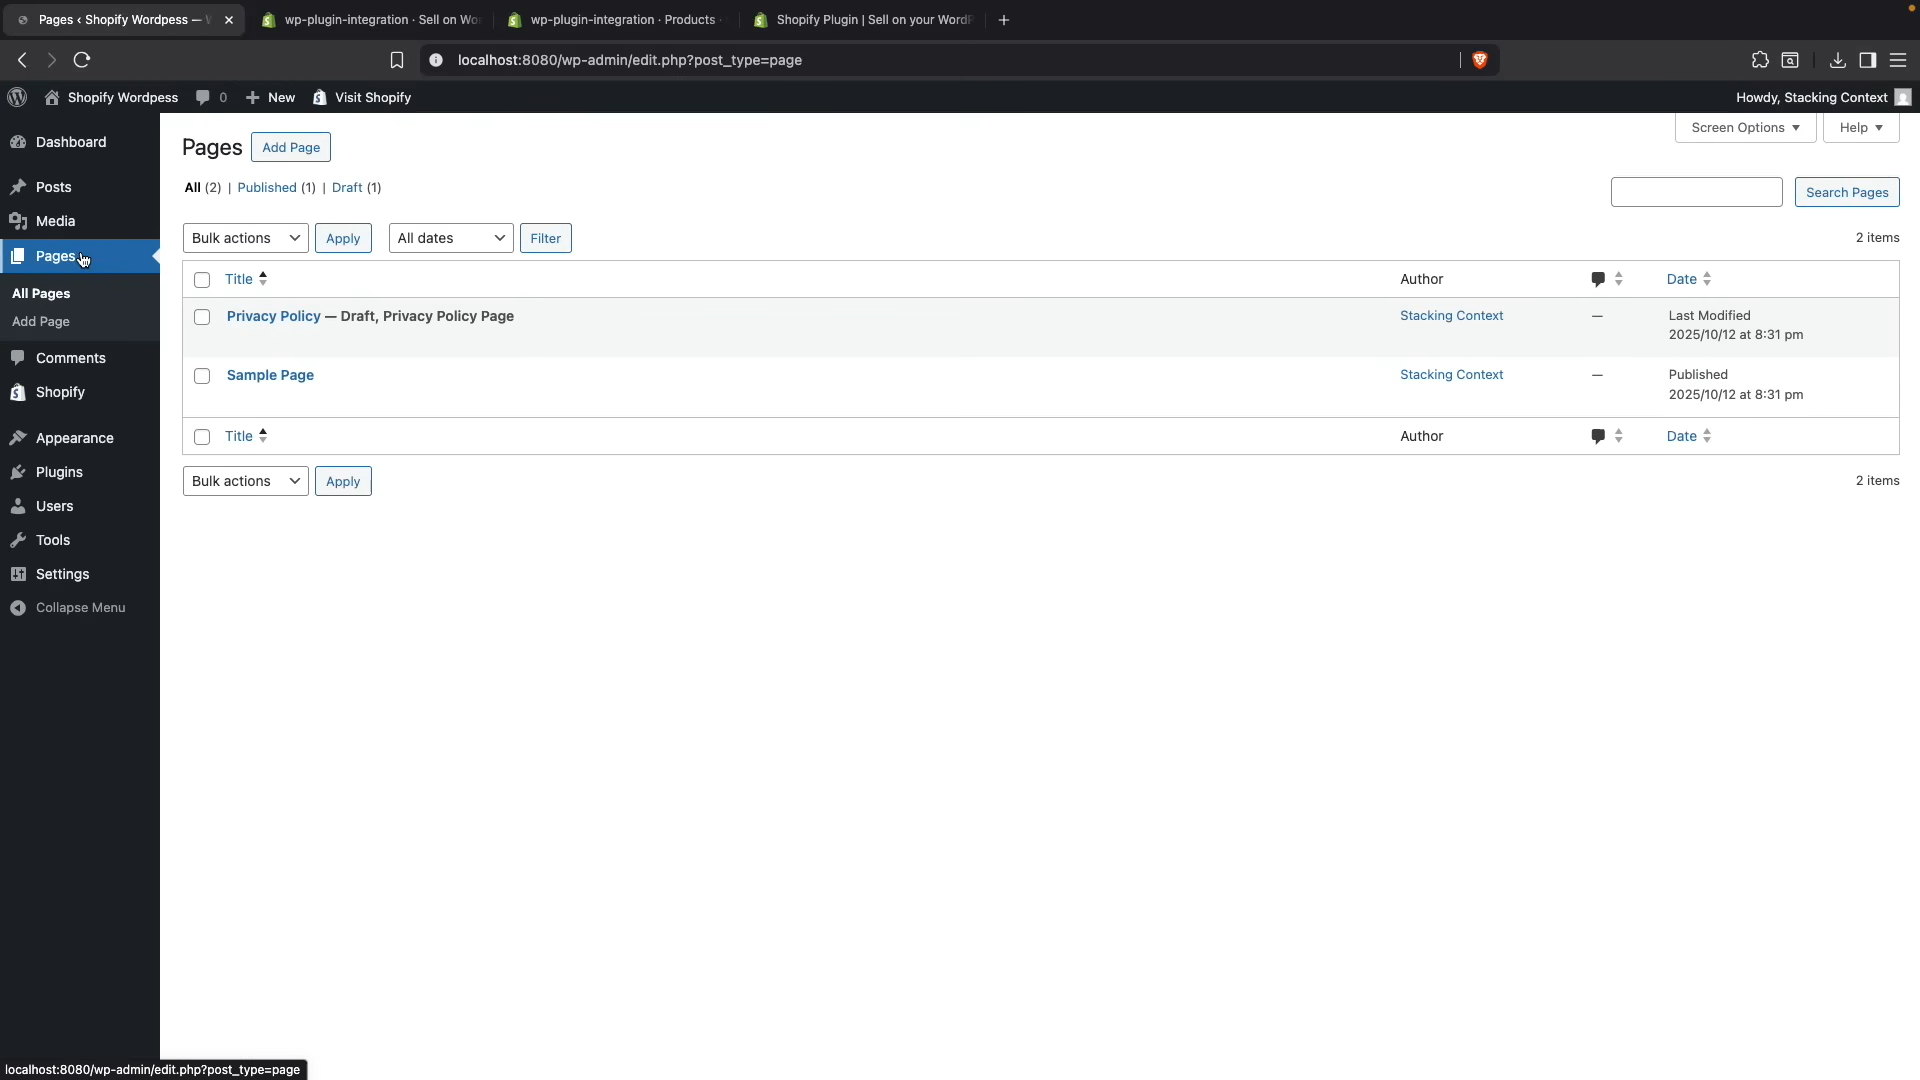 Pages ‹ Shopify Wordpess — W
wp-plugin-integration · Sell on Wo
wp-plugin-integration · Products ·
Shopify Plugin | Sell on your WordP
localhost:8080/wp-admin/edit.php?post_type=page
Shopify Wordpess
0
New
Visit Shopify
Howdy, Stacking Context
Dashboard
Posts
Media
Pages
All Pages
Add Page
Comments
Shopify
Appearance
Plugins
Users
Tools
Settings
Collapse Menu
Screen Options
Help
Pages
Add Page
All (2) | Published (1) | Draft (1)
Search Pages
Bulk actions
Apply
All dates
Filter
2 items
Title
Author
Date
Privacy Policy — Draft, Privacy Policy Page
Stacking Context
—
Last Modified
2025/10/12 at 8:31 pm
Sample Page
Stacking Context
—
Published
2025/10/12 at 8:31 pm
Title
Author
Date
Bulk actions
Apply
2 items
localhost:8080/wp-admin/edit.php?post_type=page